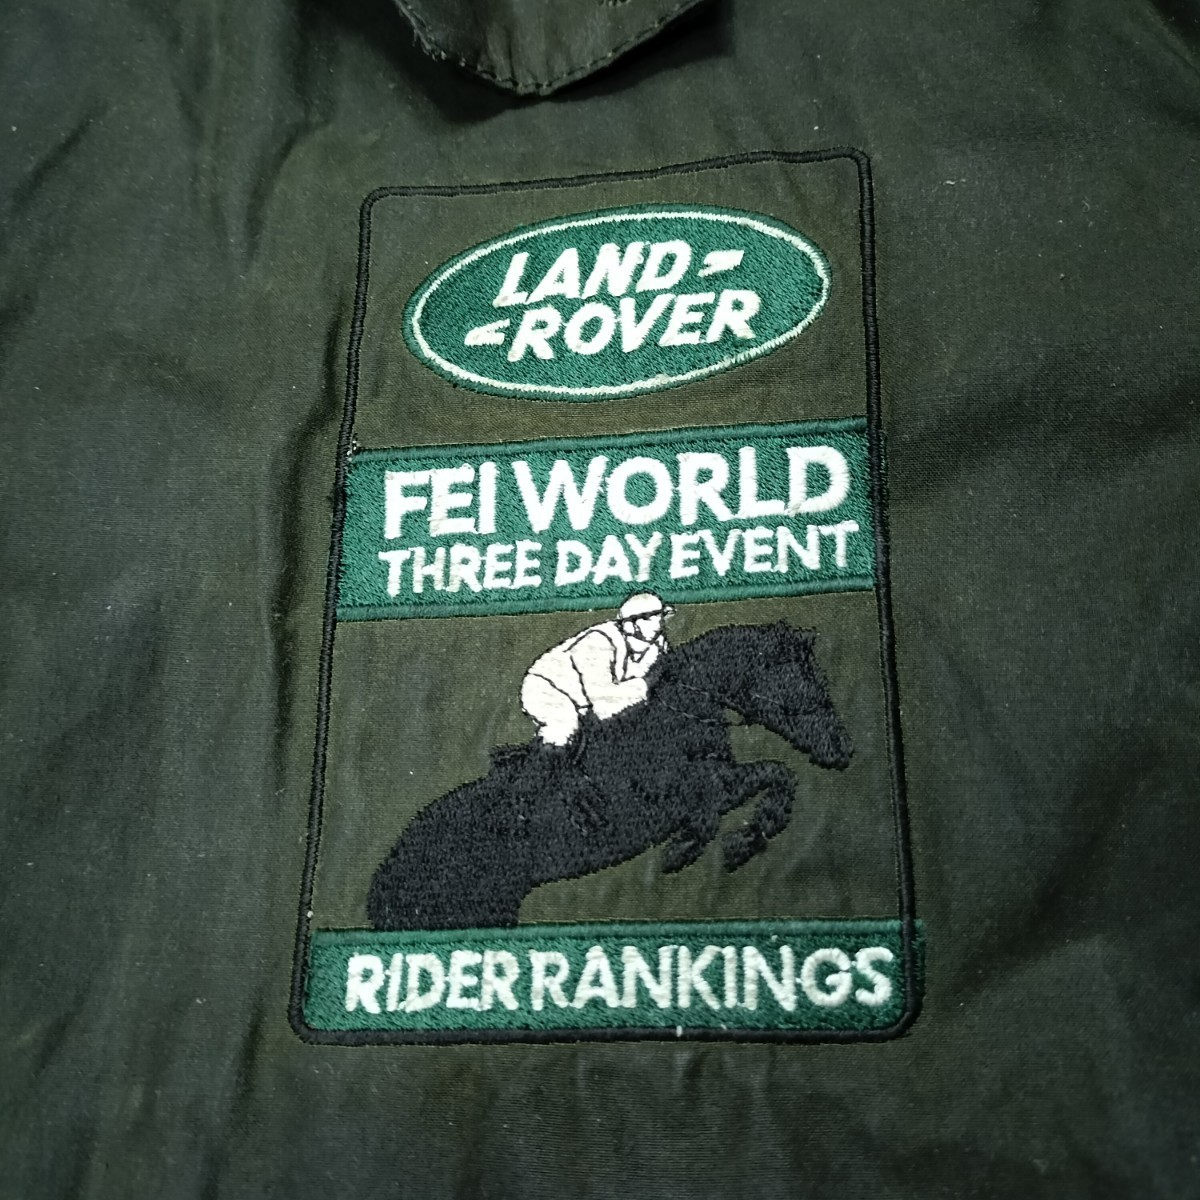 LAND
ROVER
FEI WORLD
THREE DAY EVENT
RIDER RANKINGS